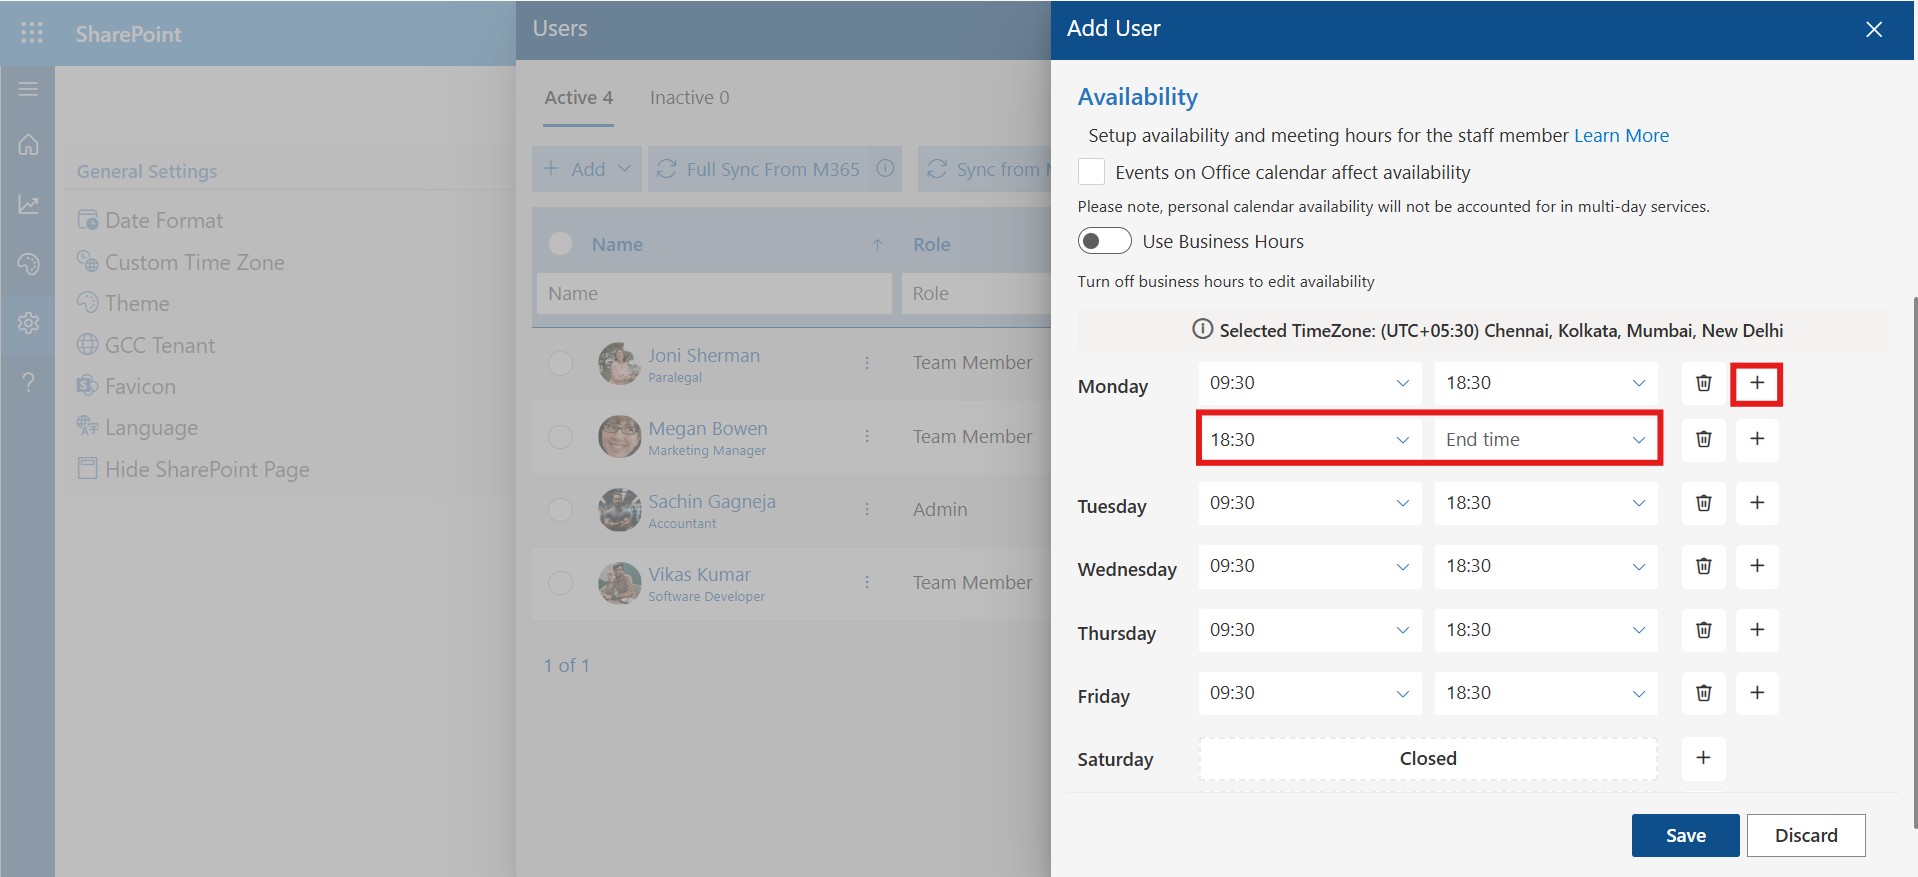 SharePoint
General Settings
Date Format
Custom Time Zone
Theme
GCC Tenant
Favicon
Language
Hide SharePoint Page
Users
Active 4 Inactive 0
Add Full Sync From M365 Sync from M
Name Role
Name Role
Joni Sherman Team Member
Paralegal
Megan Bowen Team Member
Marketing Manager
Sachin Gagneja Admin
Accountant
Vikas Kumar Team Member
Software Developer
1 of 1
Add User
Availability
Setup availability and meeting hours for the staff member Learn More
Events on Office calendar affect availability
Please note, personal calendar availability will not be accounted for in multi-day services.
Use Business Hours
Turn off business hours to edit availability
Selected TimeZone: (UTC+05:30) Chennai, Kolkata, Mumbai, New Delhi
Monday 09:30 18:30
18:30 End time
Tuesday 09:30 18:30
Wednesday 09:30 18:30
Thursday 09:30 18:30
Friday 09:30 18:30
Saturday Closed
Save Discard